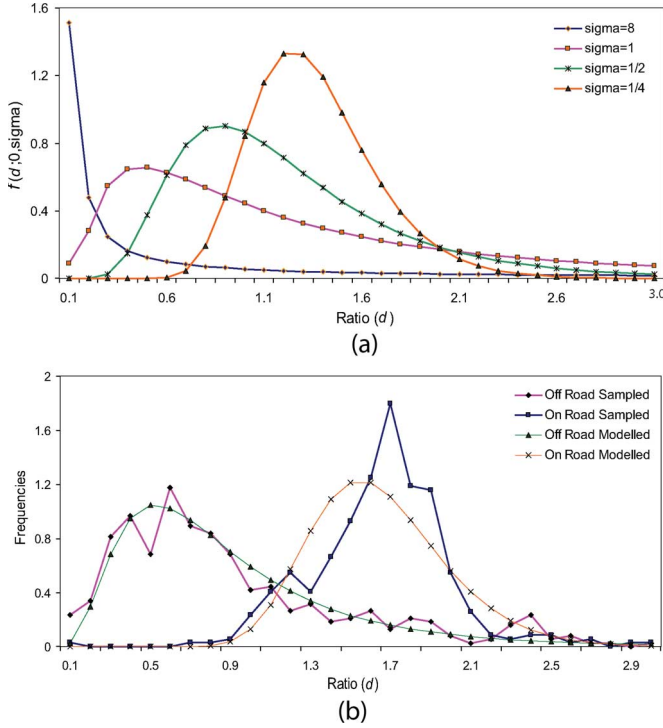 1.6
1.2
0.8
0.4
0
f(d;0,sigma)
sigma=8
sigma=1
sigma=1/2
sigma=1/4
0.1 0.6 1.1 1.6 2.1 2.6 3.0
Ratio (d)
(a)
2
1.6
1.2
0.8
0.4
0
Frequencies
Off Road Sampled
On Road Sampled
Off Road Modelled
On Road Modelled
0.1 0.5 0.9 1.3 1.7 2.1 2.5 2.9
Ratio (d)
(b)